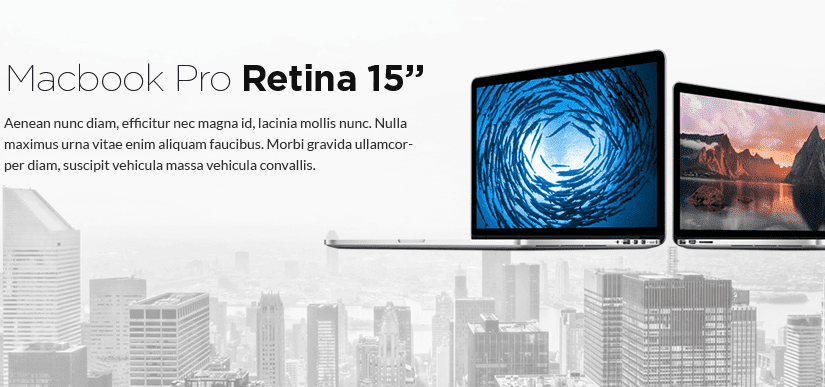 Macbook Pro Retina 15”
Aenean nunc diam, efficitur nec magna id, lacinia mollis nunc. Nulla
maximus urna vitae enim aliquam faucibus. Morbi gravida ullamcor-
per diam, suscipit vehicula massa vehicula convallis.